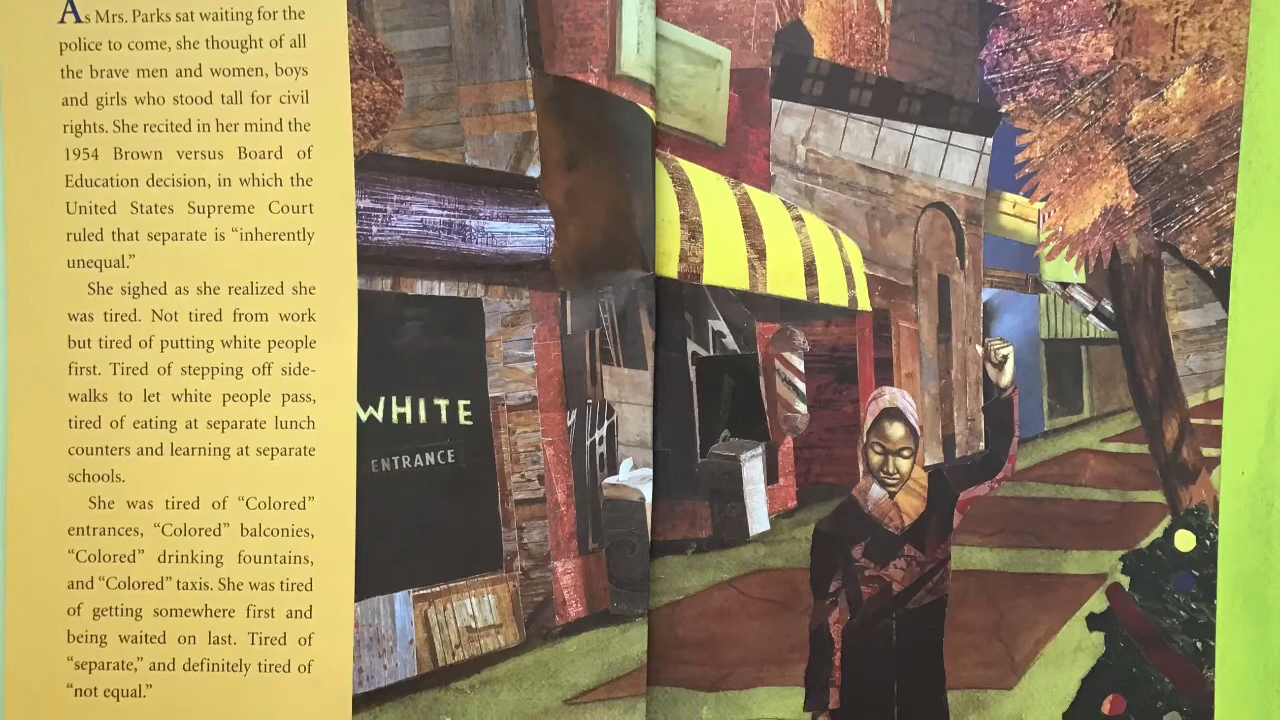 As Mrs. Parks sat waiting for the
police to come, she thought of all
the brave men and women, boys
and girls who stood tall for civil
rights. She recited in her mind the
1954 Brown versus Board of
Education decision, in which the
United States Supreme Court
ruled that separate is “inherently
unequal.”
She sighed as she realized she
was tired. Not tired from work
but tired of putting white people
first. Tired of stepping off side-
walks to let white people pass,
tired of eating at separate lunch
counters and learning at separate
schools.
She was tired of “Colored”
entrances, “Colored” balconies,
“Colored” drinking fountains,
and “Colored” taxis. She was tired
of getting somewhere first and
being waited on last. Tired of
“separate,” and definitely tired of
“not equal.”
WHITE
ENTRANCE